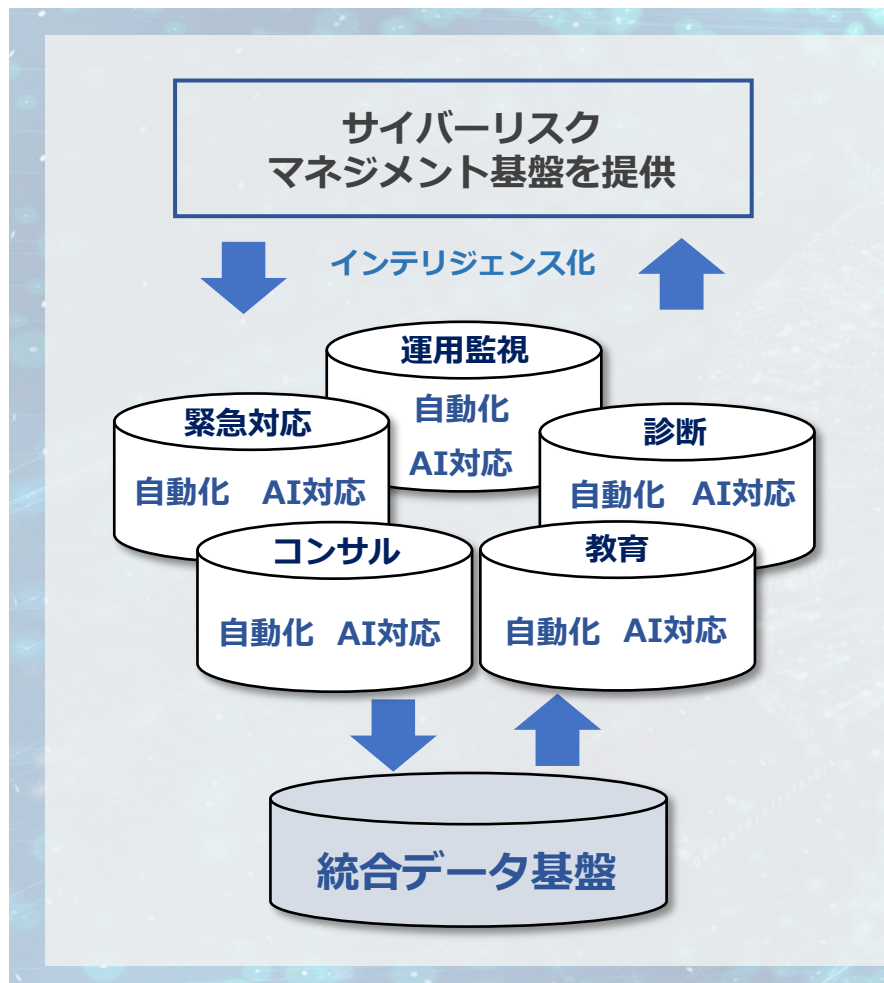 サイバーリスク
マネジメント基盤を提供
インテリジェンス化
運用監視
自動化
AI対応
緊急対応
自動化 AI対応
診断
自動化 AI対応
コンサル
自動化 AI対応
教育
自動化 AI対応
統合データ基盤